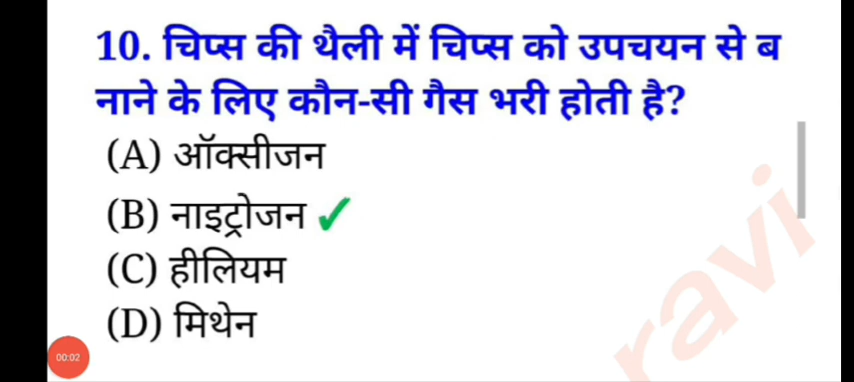 10. चिप्स की थैली में चिप्स को उपचयन से ब
नाने के लिए कौन-सी गैस भरी होती है?
(A) ऑक्सीजन
(B) नाइट्रोजन ✓
(C) हीलियम
(D) मिथेन
ravi
00:02